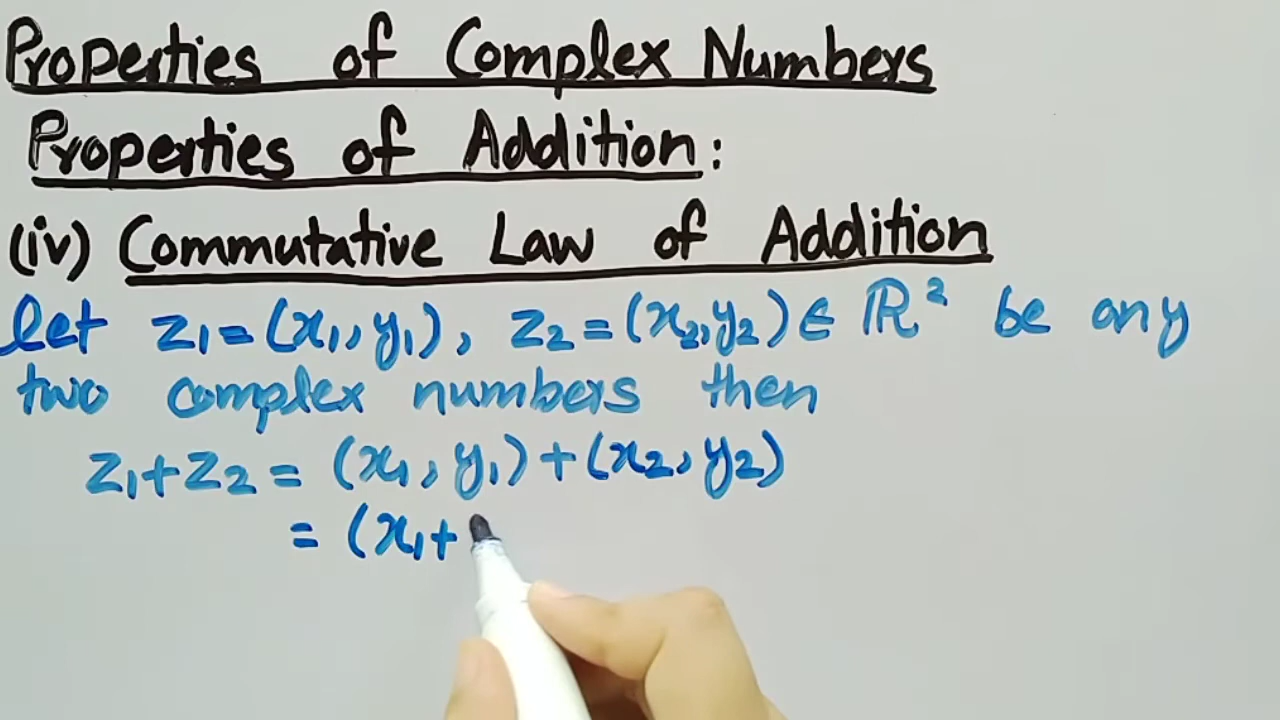 Properties of Complex Numbers
Properties of Addition:
(iv) Commutative Law of Addition
let z₁=(x₁,y₁), z₂=(x₂,y₂)∈ ℝ² be any
two complex numbers then
z₁+z₂= (x₁,y₁)+(x₂,y₂)
= (x₁+